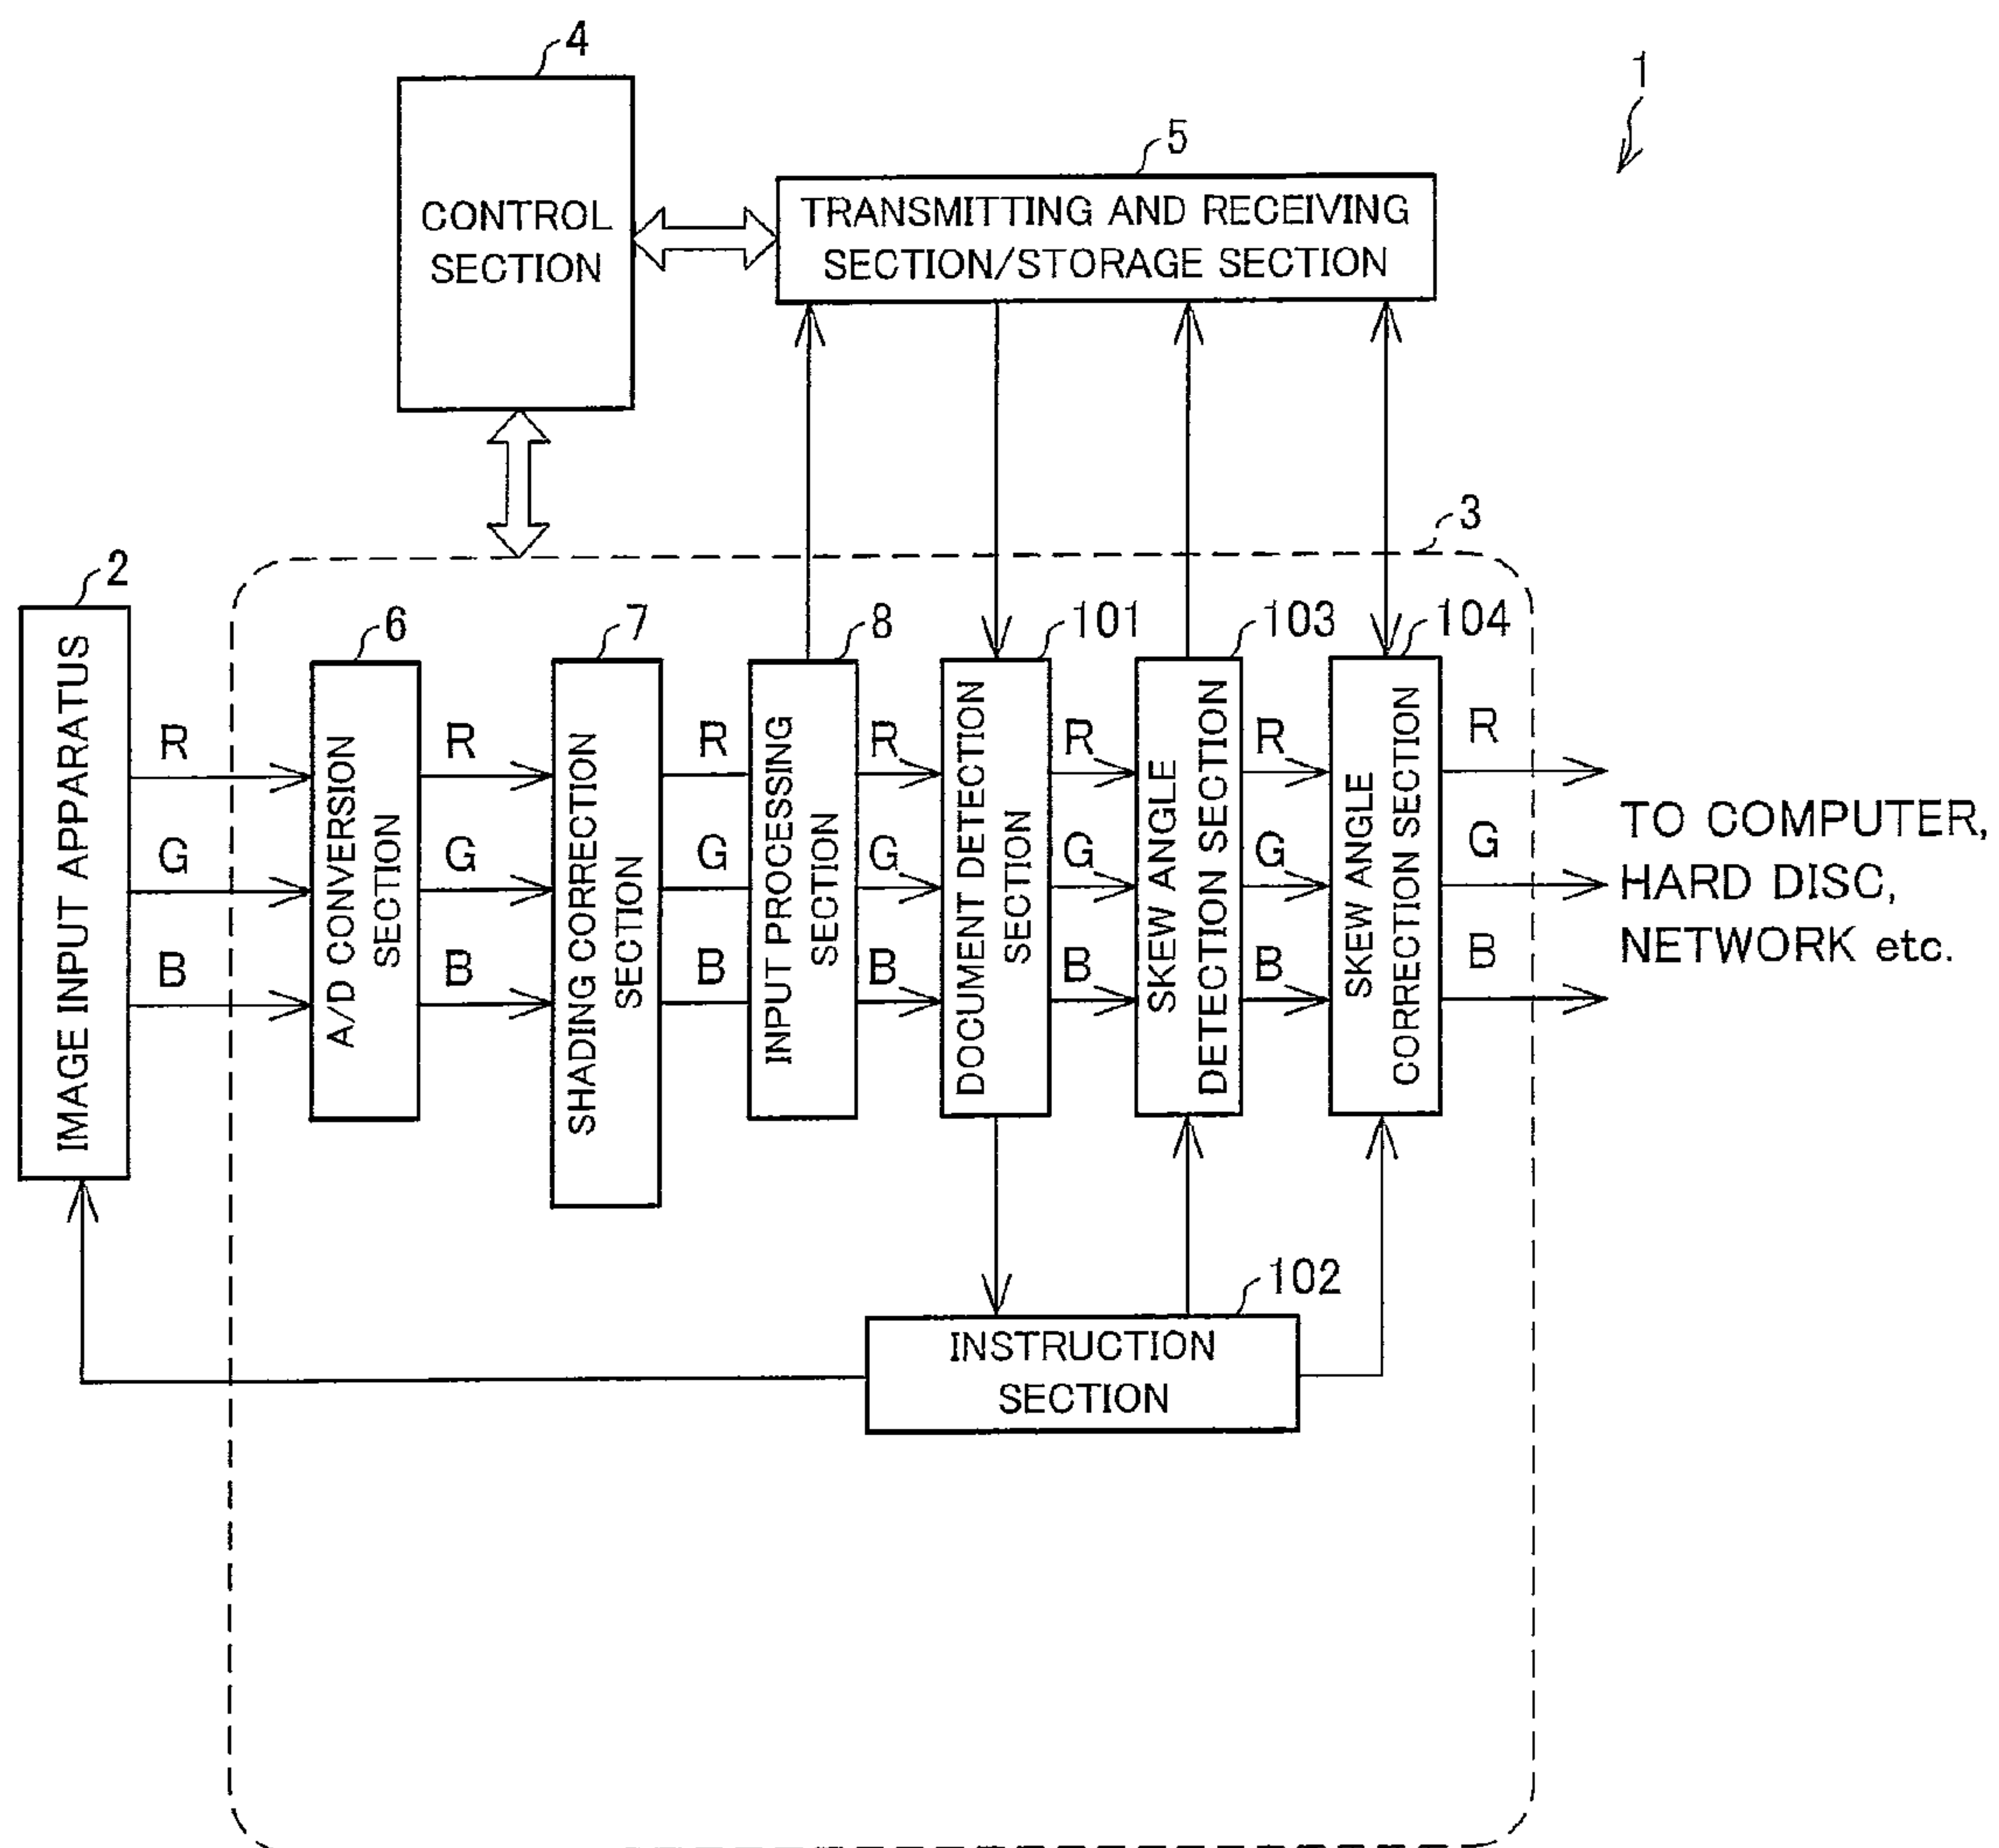 4
1
CONTROL
SECTION
5
TRANSMITTING AND RECEIVING
SECTION/STORAGE SECTION
3
2
IMAGE INPUT APPARATUS
6
A/D CONVERSION
SECTION
7
SHADING CORRECTION
SECTION
8
INPUT PROCESSING
SECTION
101
DOCUMENT DETECTION
SECTION
103
SKEW ANGLE
DETECTION SECTION
104
SKEW ANGLE
CORRECTION SECTION
R R R R R R R
G G G G G G G
B B B B B B B
TO COMPUTER,
HARD DISC,
NETWORK etc.
102
INSTRUCTION
SECTION